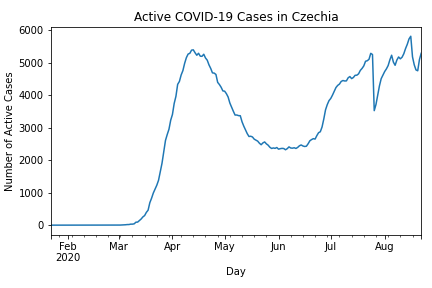 Active COVID-19 Cases in Czechia
Number of Active Cases
6000
5000
4000
3000
2000
1000
0
Feb Mar Apr May Jun Jul Aug
2020
Day